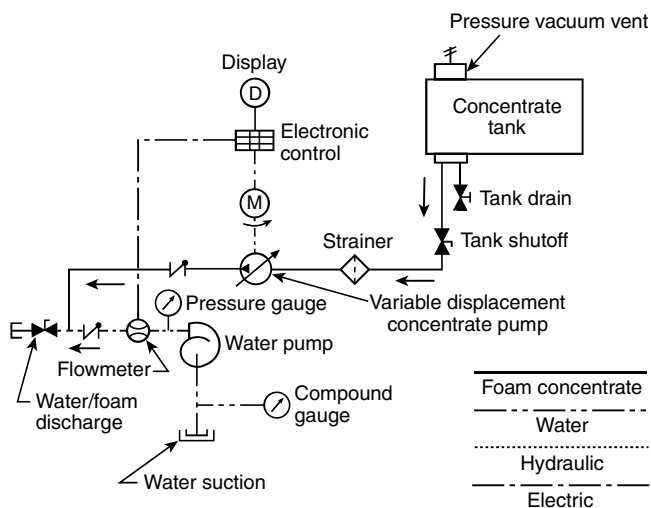 Pressure vacuum vent
Display
D
Concentrate
tank
Electronic
control
M
Tank drain
Strainer
Tank shutoff
Pressure gauge
Variable displacement
concentrate pump
Water pump
Flowmeter
Water/foam
discharge
Compound
gauge
Water suction
Foam concentrate
Water
Hydraulic
Electric